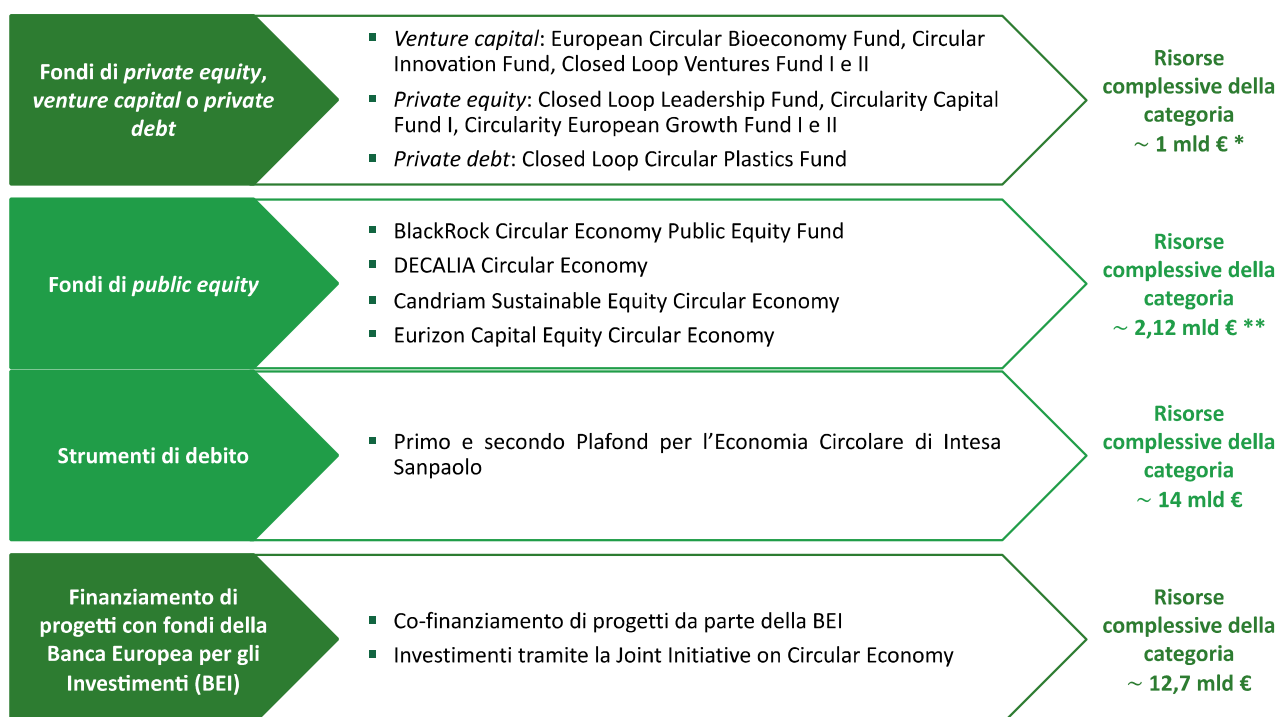 Fondi di private equity,
venture capital o private
debt
▪ Venture capital: European Circular Bioeconomy Fund, Circular
Innovation Fund, Closed Loop Ventures Fund I e II
▪ Private equity: Closed Loop Leadership Fund, Circularity Capital
Fund I, Circularity European Growth Fund I e II
▪ Private debt: Closed Loop Circular Plastics Fund
Risorse
complessive della
categoria
~ 1 mld € *
Fondi di public equity
▪ BlackRock Circular Economy Public Equity Fund
▪ DECALIA Circular Economy
▪ Candriam Sustainable Equity Circular Economy
▪ Eurizon Capital Equity Circular Economy
Risorse
complessive della
categoria
~ 2,12 mld € **
Strumenti di debito
▪ Primo e secondo Plafond per l’Economia Circolare di Intesa
Sanpaolo
Risorse
complessive della
categoria
~ 14 mld €
Finanziamento di
progetti con fondi della
Banca Europea per gli
Investimenti (BEI)
▪ Co-finanziamento di progetti da parte della BEI
▪ Investimenti tramite la Joint Initiative on Circular Economy
Risorse
complessive della
categoria
~ 12,7 mld €